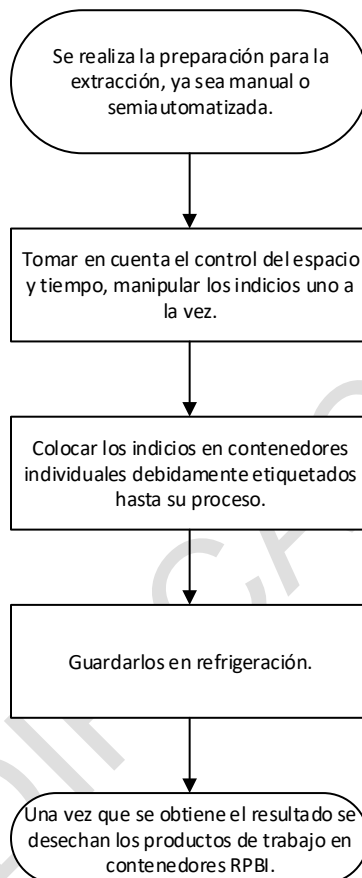 Se realiza la preparación para la
extracción, ya sea manual o
semiautomatizada.
Tomar en cuenta el control del espacio
y tiempo, manipular los indicios uno a
la vez.
Colocar los indicios en contenedores
individuales debidamente etiquetados
hasta su proceso.
Guardarlos en refrigeración.
Una vez que se obtiene el resultado se
desechan los productos de trabajo en
contenedores RPBI.